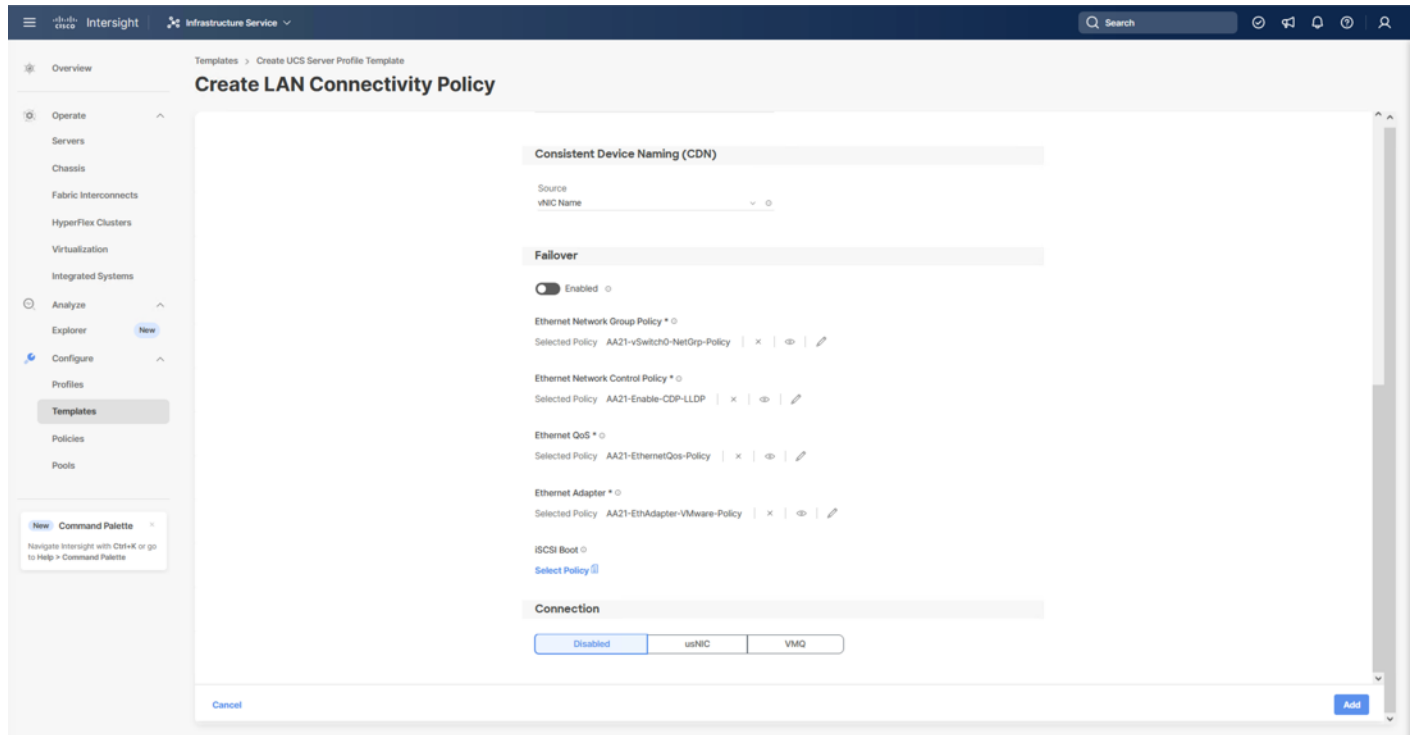 cisco Intersight
Infrastructure Service
Search
Overview
Operate
Servers
Chassis
Fabric Interconnects
HyperFlex Clusters
Virtualization
Integrated Systems
Analyze
Explorer New
Configure
Profiles
Templates
Policies
Pools
New Command Palette
Navigate Intersight with Ctrl+K or go
to Help > Command Palette
Templates > Create UCS Server Profile Template
Create LAN Connectivity Policy
Consistent Device Naming (CDN)
Source
vNIC Name
Failover
Enabled
Ethernet Network Group Policy *
Selected Policy AA21-vSwitch0-NetGrp-Policy
Ethernet Network Control Policy *
Selected Policy AA21-Enable-CDP-LLDP
Ethernet QoS *
Selected Policy AA21-EthernetQos-Policy
Ethernet Adapter *
Selected Policy AA21-EthAdapter-VMware-Policy
iSCSI Boot
Select Policy
Connection
Disabled usNIC VMQ
Cancel Add